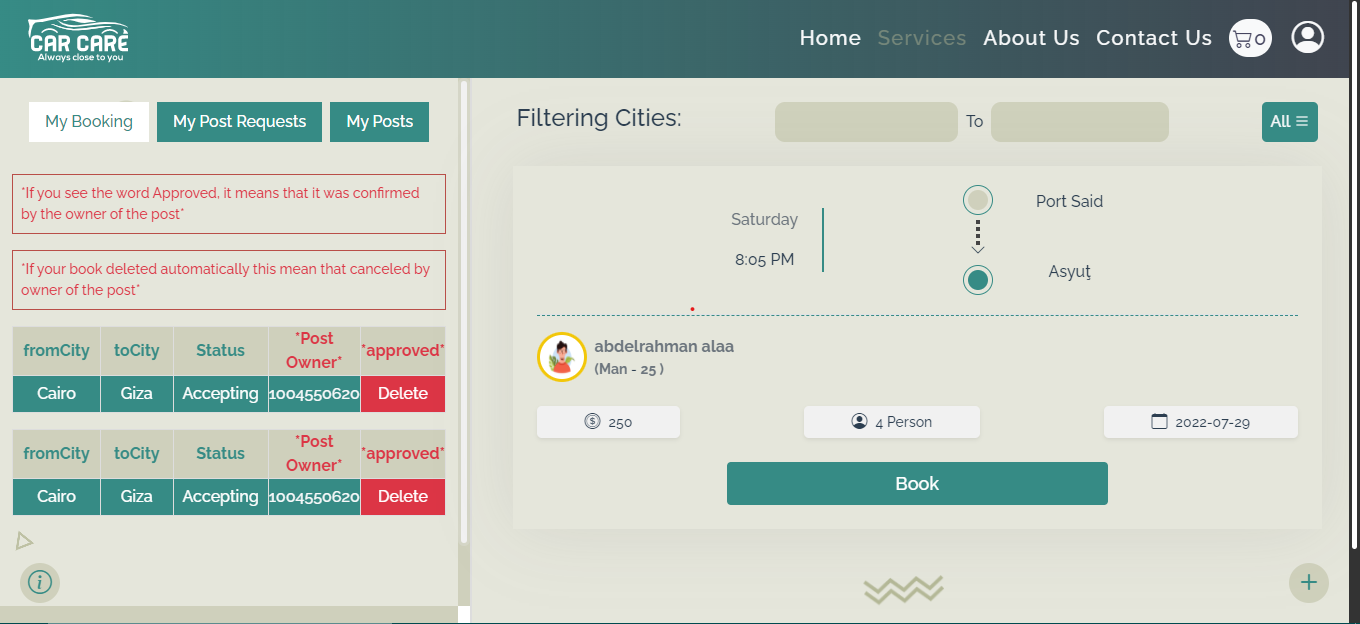 CAR CARE
Always close to you
Home Services About Us Contact Us 0
My Booking My Post Requests My Posts
*If you see the word Approved, it means that it was confirmed
by the owner of the post*
*If your book deleted automatically this mean that canceled by
owner of the post*
fromCity toCity Status *Post Owner* *approved*
Cairo Giza Accepting 1004550620 Delete
fromCity toCity Status *Post Owner* *approved*
Cairo Giza Accepting 1004550620 Delete
i
Filtering Cities: To All
Port Said
Saturday
8:05 PM
Asyuţ
abdelrahman alaa
(Man - 25 )
$ 250 4 Person 2022-07-29
Book
+